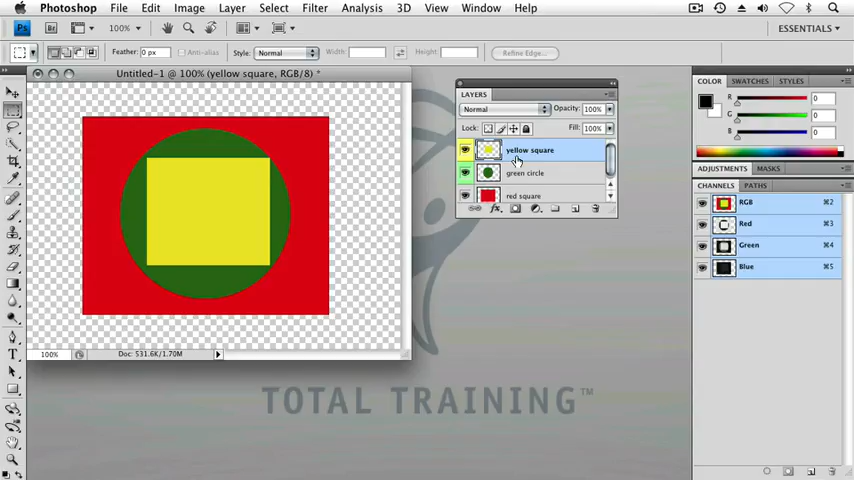 Photoshop File Edit Image Layer Select Filter Analysis 3D View Window Help
Ps Br 100% ESSENTIALS
Feather: 0 px Anti-alias Style: Normal Width: Height: Refine Edge...
Untitled-1 @ 100% (yellow square, RGB/8) *
100% Doc: 531.6K/1.70M
LAYERS
Normal Opacity: 100%
Lock: Fill: 100%
yellow square
green circle
red square
fx
COLOR SWATCHES STYLES
R 0
G 0
B 0
ADJUSTMENTS MASKS
CHANNELS PATHS
RGB ⌘2
Red ⌘3
Green ⌘4
Blue ⌘5
TOTAL TRAINING™